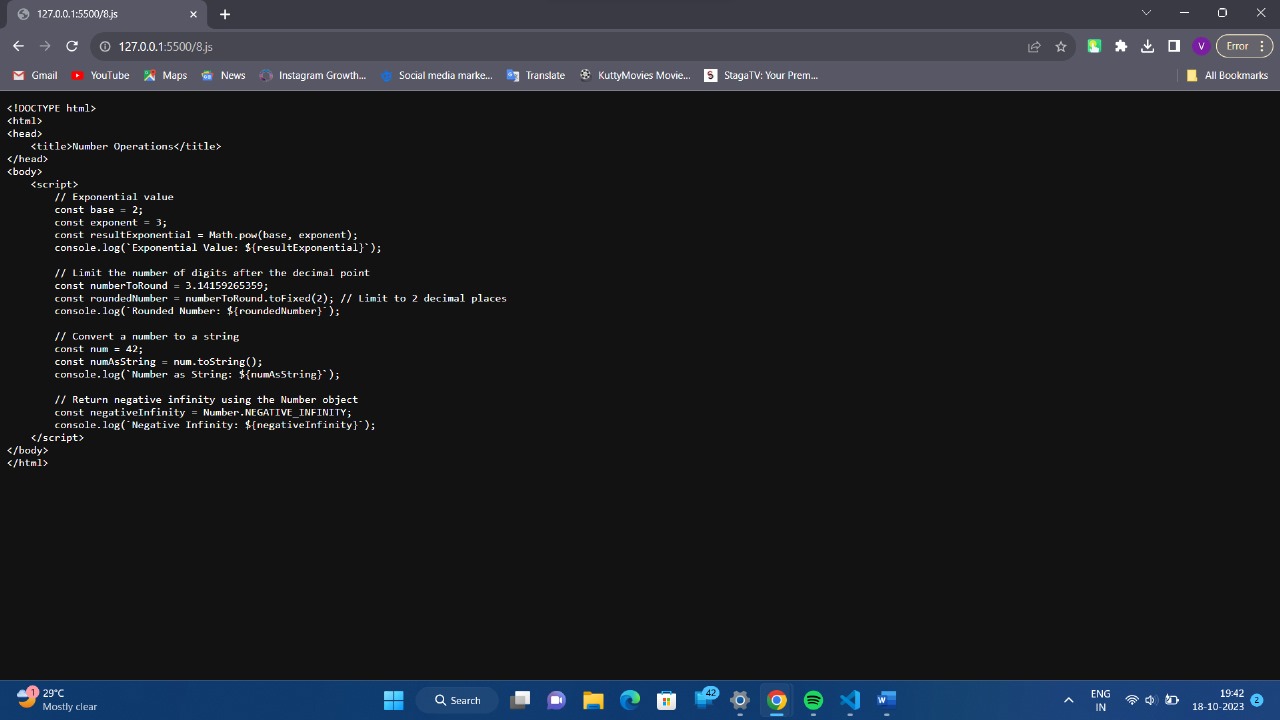 127.0.0.1:5500/8.js
127.0.0.1:5500/8.js
Error
Gmail YouTube Maps News Instagram Growth... Social media marke... Translate KuttyMovies Movie... StagaTV: Your Prem... All Bookmarks
<!DOCTYPE html>
<html>
<head>
    <title>Number Operations</title>
</head>
<body>
    <script>
        // Exponential value
        const base = 2;
        const exponent = 3;
        const resultExponential = Math.pow(base, exponent);
        console.log(`Exponential Value: ${resultExponential}`);

        // Limit the number of digits after the decimal point
        const numberToRound = 3.14159265359;
        const roundedNumber = numberToRound.toFixed(2); // Limit to 2 decimal places
        console.log(`Rounded Number: ${roundedNumber}`);

        // Convert a number to a string
        const num = 42;
        const numAsString = num.toString();
        console.log(`Number as String: ${numAsString}`);

        // Return negative infinity using the Number object
        const negativeInfinity = Number.NEGATIVE_INFINITY;
        console.log(`Negative Infinity: ${negativeInfinity}`);
    </script>
</body>
</html>
1 29°C
Mostly clear
Search
42
ENG
IN
19:42
18-10-2023
2
V
S